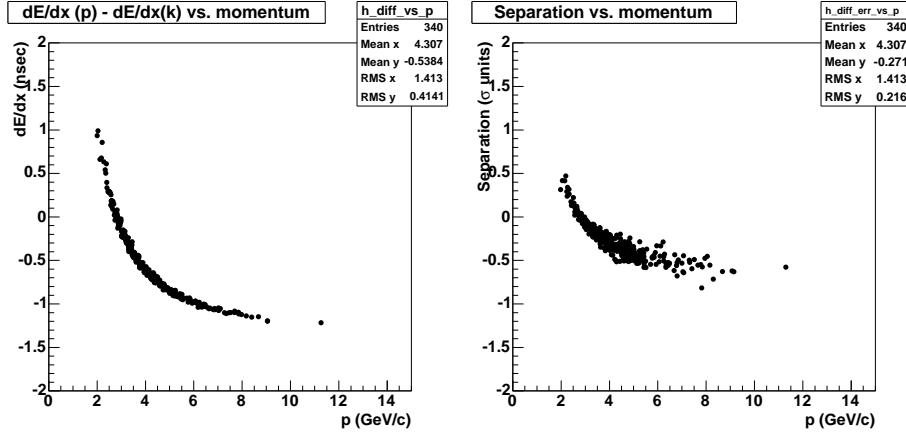 dE/dx (p) - dE/dx(k) vs. momentum
h_diff_vs_p
Entries 340
Mean x 4.307
Mean y -0.5384
RMS x 1.413
RMS y 0.4141
dE/dx (nsec)
2
1.5
1
0.5
0
-0.5
-1
-1.5
-2
0 2 4 6 8 10 12 14
p (GeV/c)
Separation vs. momentum
h_diff_err_vs_p
Entries 340
Mean x 4.307
Mean y -0.271
RMS x 1.413
RMS y 0.216
Separation (σ units)
2
1.5
1
0.5
0
-0.5
-1
-1.5
-2
0 2 4 6 8 10 12 14
p (GeV/c)